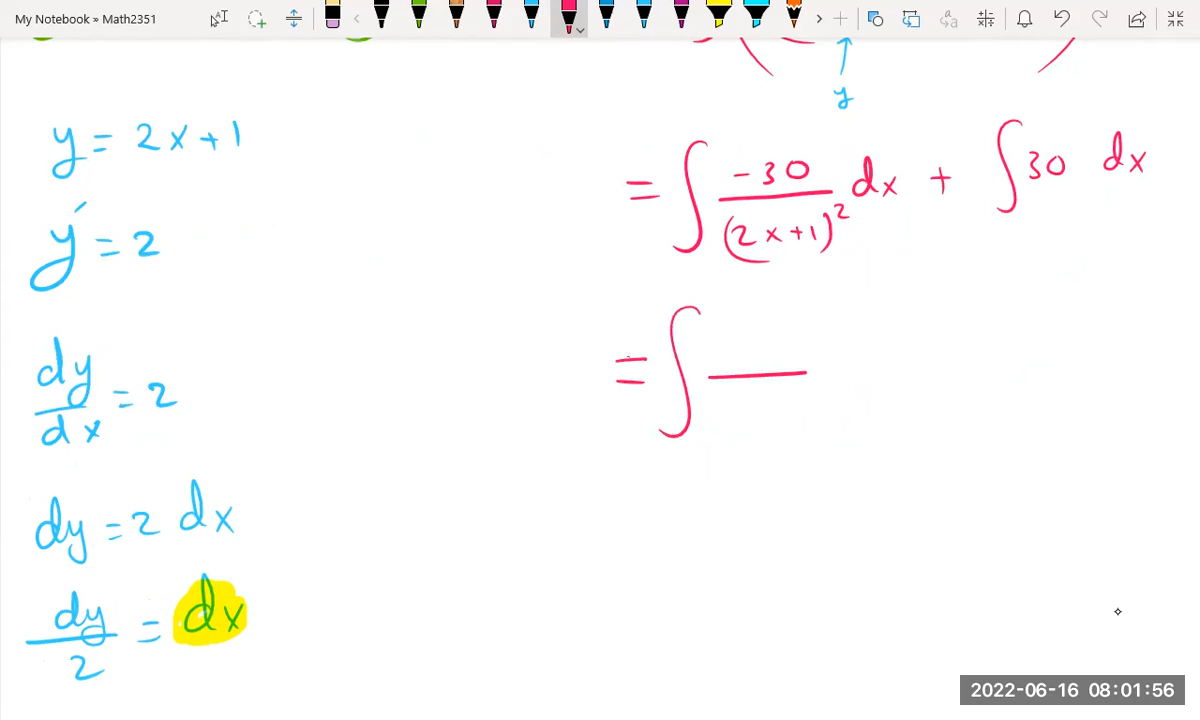 My Notebook » Math2351
y
y = 2x+1
= ∫ -30/(2x+1)² dx + ∫30 dx
y' = 2
= ∫
dy/dx = 2
dy = 2 dx
dy/2 = dx
2022-06-16 08:01:56